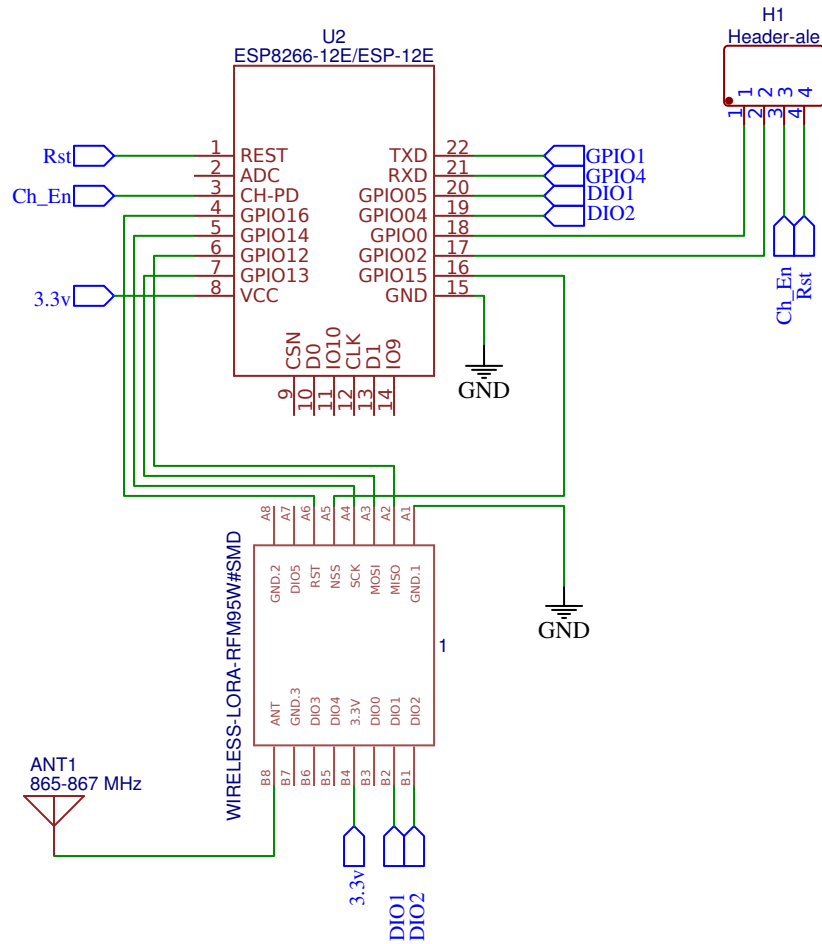 H1
Header-ale
1 2 3 4
1 2 3 4
U2
ESP8266-12E/ESP-12E
Rst
Ch_En
3.3v
1 REST
2 ADC
3 CH-PD
4 GPIO16
5 GPIO14
6 GPIO12
7 GPIO13
8 VCC
TXD 22
RXD 21
GPIO05 20
GPIO04 19
GPIO0 18
GPIO02 17
GPIO15 16
GND 15
GPIO1
GPIO4
DIO1
DIO2
Ch_En
Rst
CSN D0 IO10 CLK D1 IO9
9 10 11 12 13 14
GND
A8 A7 A6 A5 A4 A3 A2 A1
GND.2 DIO5 RST NSS SCK MOSI MISO GND.1
GND
WIRELESS-LORA-RFM95W#SMD
1
ANT GND.3 DIO3 DIO4 3.3V DIO0 DIO1 DIO2
B8 B7 B6 B5 B4 B3 B2 B1
ANT1
865-867 MHz
3.3v
DIO1
DIO2